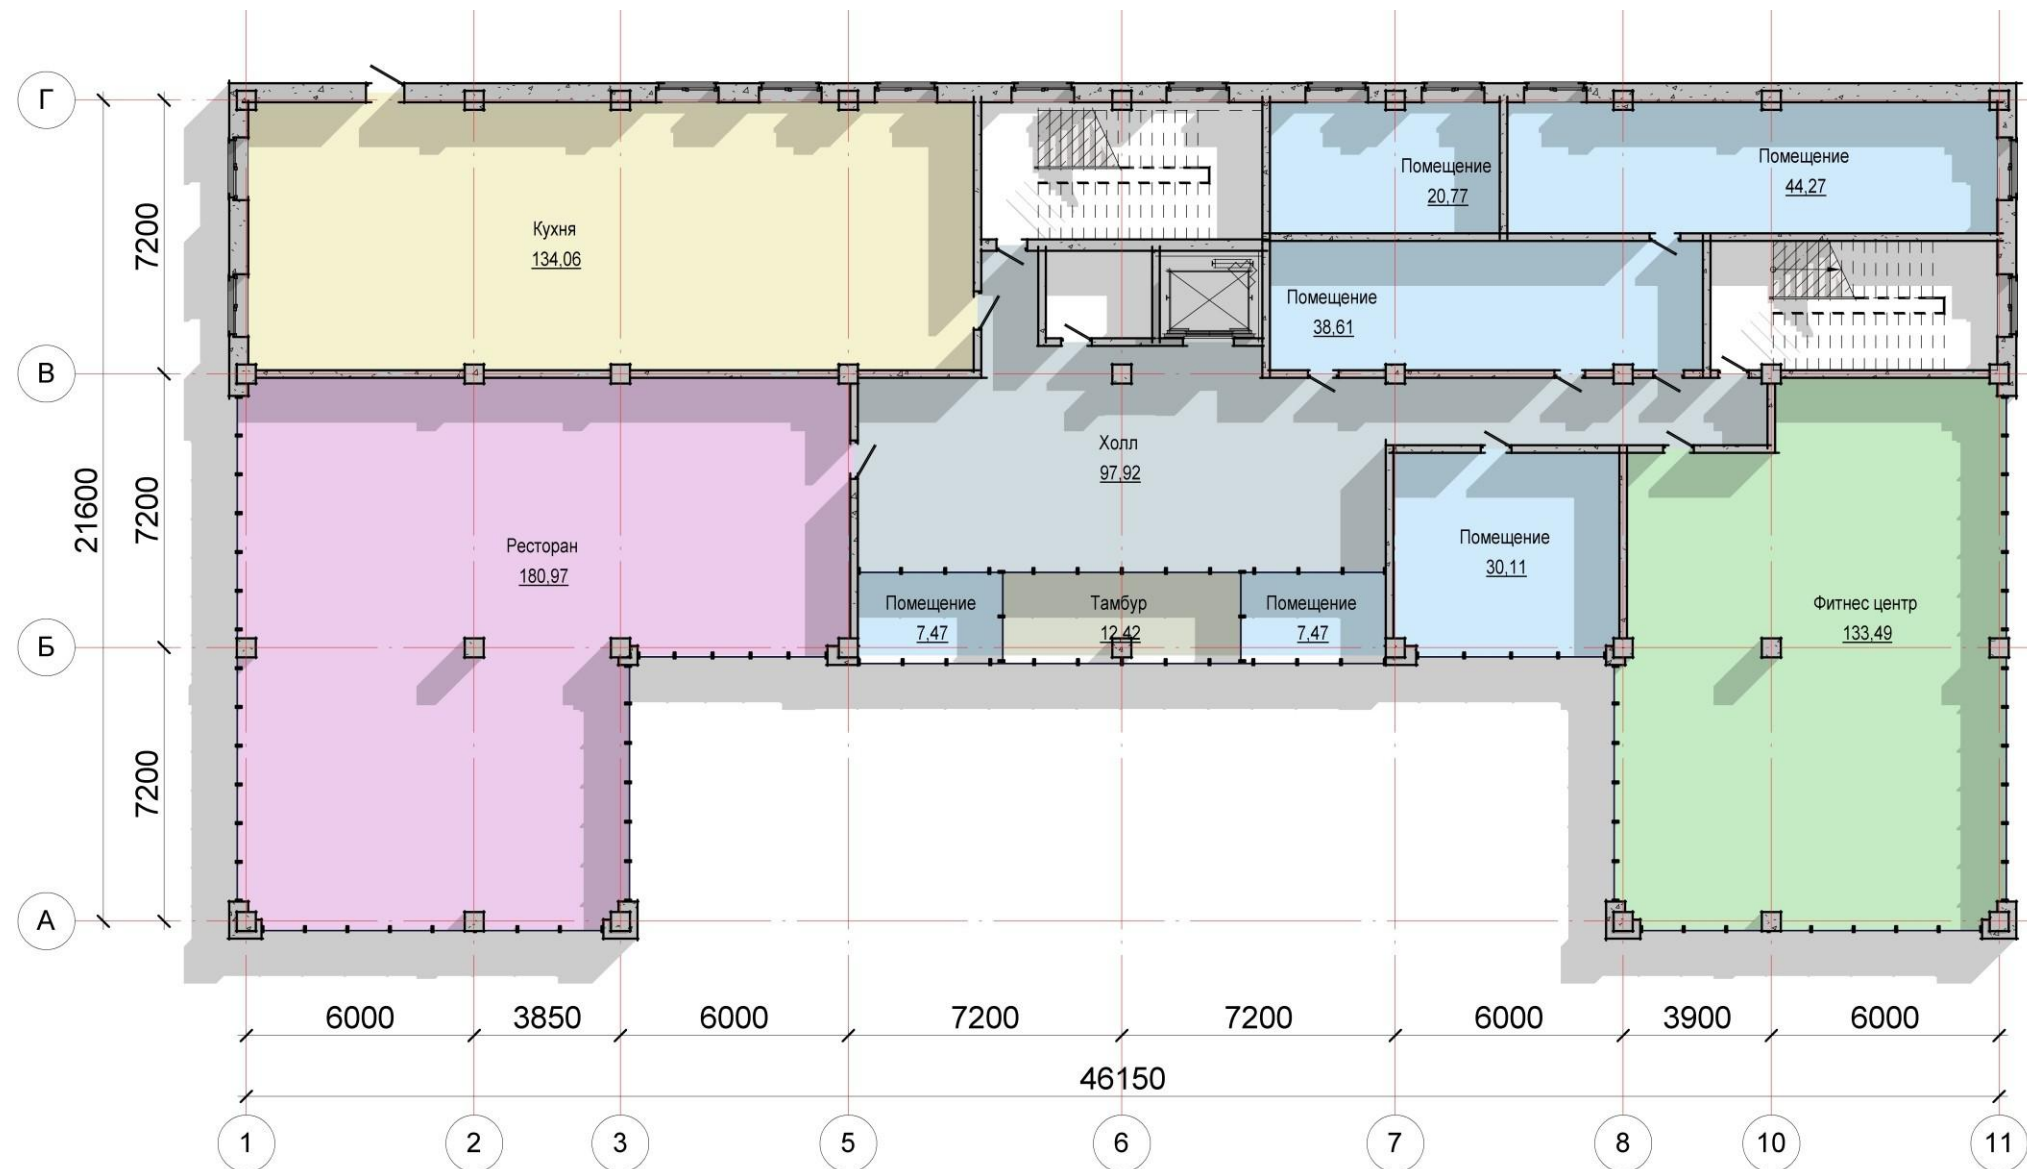 Г
Помещение
44,27
Помещение
20,77
Кухня
134,06
7200
Помещение
38,61
В
Холл
97,92
21600
7200
Ресторан
180,97
Помещение
30,11
Помещение
7,47
Тамбур
12,42
Помещение
7,47
Фитнес центр
133,49
Б
7200
А
6000 3850 6000 7200 7200 6000 3900 6000
46150
1 2 3 5 6 7 8 10 11